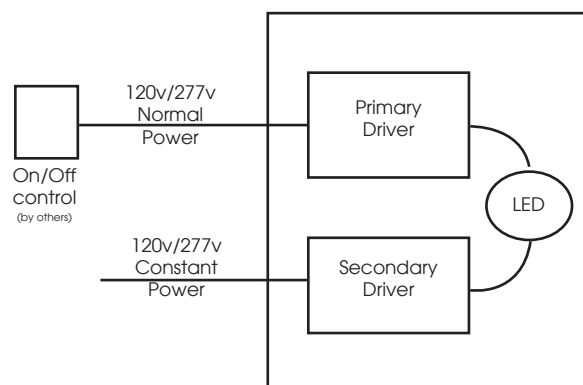 120v/277v
Normal
Power
Primary
Driver
On/Off
control
(by others)
LED
120v/277v
Constant
Power
Secondary
Driver